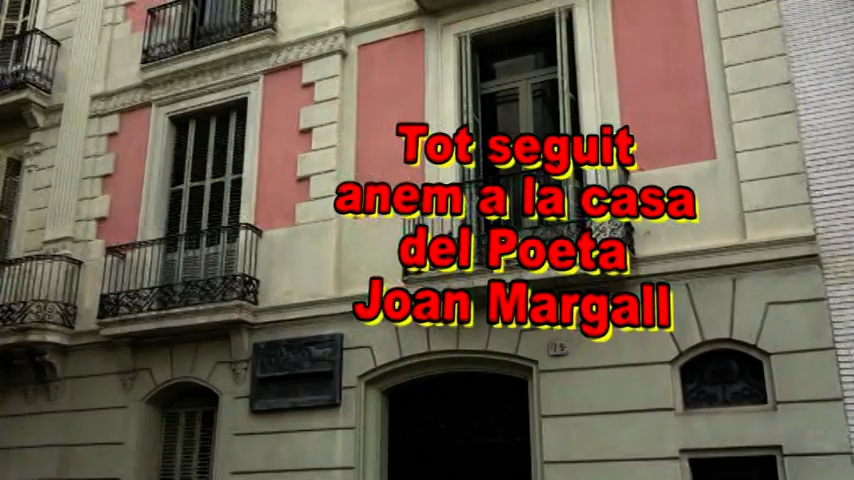 Tot seguit
anem a la casa
del Poeta
Joan Margall